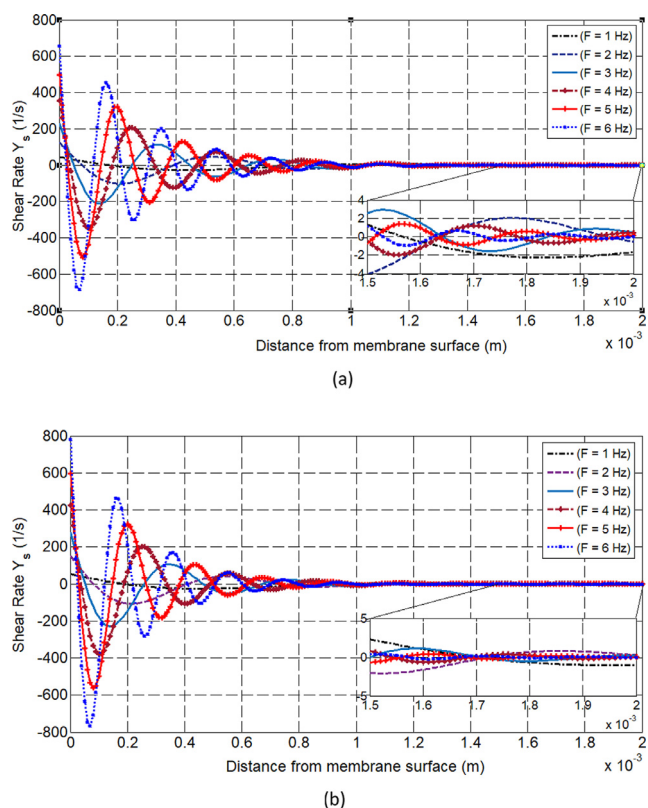 800
600
400
200
0
-200
-400
-600
-800
Shear Rate Y_s (1/s)
(F = 1 Hz)
(F = 2 Hz)
(F = 3 Hz)
(F = 4 Hz)
(F = 5 Hz)
(F = 6 Hz)
4
2
0
-2
-4
1.5 1.6 1.7 1.8 1.9 2
x 10⁻³
0 0.2 0.4 0.6 0.8 1 1.2 1.4 1.6 1.8 2
x 10⁻³
Distance from membrane surface (m)
(a)
800
600
400
200
0
-200
-400
-600
-800
Shear Rate Y_s (1/s)
(F = 1 Hz)
(F = 2 Hz)
(F = 3 Hz)
(F = 4 Hz)
(F = 5 Hz)
(F = 6 Hz)
5
0
-5
1.5 1.6 1.7 1.8 1.9 2
x 10⁻³
0 0.2 0.4 0.6 0.8 1 1.2 1.4 1.6 1.8 2
x 10⁻³
Distance from membrane surface (m)
(b)